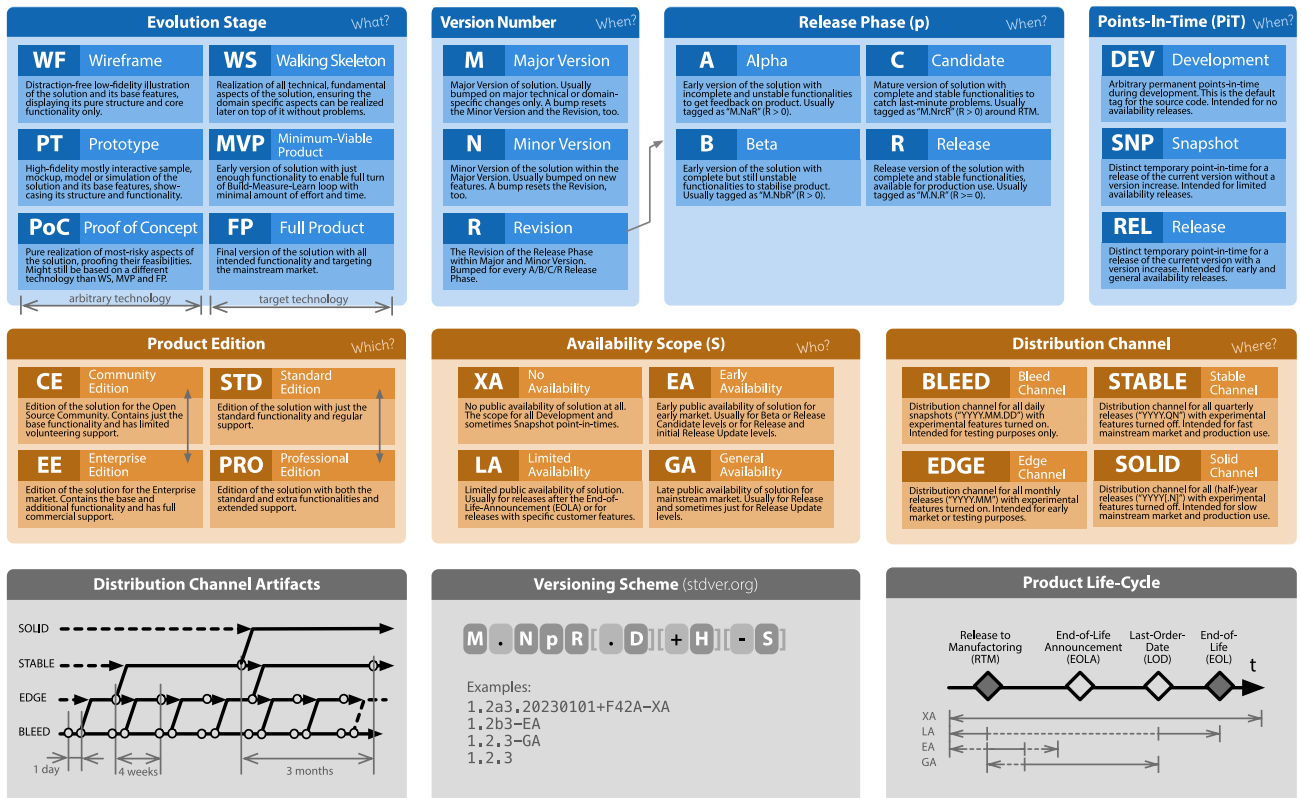 Evolution Stage
What?
WF Wireframe
Distraction-free low-fidelity illustration
of the solution and its base features,
displaying its pure structure and core
functionality only.
WS Walking Skeleton
Realization of all technical, fundamental
aspects of the solution, ensuring the
domain specific aspects can be realized
later on top of it without problems.
PT Prototype
High-fidelity mostly interactive sample,
mockup, model or simulation of the
solution and its base features, show-
casing its structure and functionality.
MVP Minimum-Viable
Product
Early version of solution with just
enough functionality to enable full turn
of Build-Measure-Learn loop with
minimal amount of effort and time.
PoC Proof of Concept
Pure realization of most-risky aspects of
the solution, proofing their feasibilities.
Might still be based on a different
technology than WS, MVP and FP.
FP Full Product
Final version of the solution with all
intended functionality and targeting
the mainstream market.
arbitrary technology
target technology
Version Number
When?
M Major Version
Major Version of solution. Usually
bumped on major technical or domain-
specific changes only. A bump resets
the Minor Version and the Revision, too.
N Minor Version
Minor Version of the solution within the
Major Version. Usually bumped on new
features. A bump resets the Revision,
too.
R Revision
The Revision of the Release Phase
within Major and Minor Version.
Bumped for every A/B/C/R Release
Phase.
Release Phase (p)
When?
A Alpha
Early version of the solution with
incomplete and unstable functionalities
to get feedback on product. Usually
tagged as "M.NaR" (R > 0).
C Candidate
Mature version of solution with
complete and stable functionalities to
catch last-minute problems. Usually
tagged as "M.NrcR" (R > 0) around RTM.
B Beta
Early version of the solution with
complete but still unstable
functionalities to stabilise product.
Usually tagged as "M.NbR" (R > 0).
R Release
Release version of the solution with
complete and stable functionalities,
available for production use. Usually
tagged as "M.N.R" (R >= 0).
Points-In-Time (PiT)
When?
DEV Development
Arbitrary permanent points-in-time
during development. This is the default
tag for the source code. Intended for no
availability releases.
SNP Snapshot
Distinct temporary point-in-time for a
release of the current version without a
version increase. Intended for limited
availability releases.
REL Release
Distinct temporary point-in-time for a
release of the current version with a
version increase. Intended for early and
general availability releases.
Product Edition
Which?
CE Community
Edition
Edition of the solution for the Open
Source Community. Contains just the
base functionality and has limited
volunteering support.
STD Standard
Edition
Edition of the solution with just the
standard functionality and regular
support.
EE Enterprise
Edition
Edition of the solution for the Enterprise
market. Contains the base and
additional functionality and has full
commercial support.
PRO Professional
Edition
Edition of the solution with both the
standard and extra functionalities and
extended support.
Availability Scope (S)
Who?
XA No
Availability
No public availability of solution at all.
The scope for all Development and
sometimes Snapshot point-in-times.
EA Early
Availability
Early public availability of solution for
early market. Usually for Beta or Release
Candidate levels or for Release and
initial Release Update levels.
LA Limited
Availability
Limited public availability of solution.
Usually for releases after the End-of-
Life-Announcement (EOLA) or for
releases with specific customer features.
GA General
Availability
Late public availability of solution for
mainstream market. Usually for Release
and sometimes just for Release Update
levels.
Distribution Channel
Where?
BLEED Bleed
Channel
Distribution channel for all daily
snapshots ("YYYY.MM.DD") with
experimental features turned on.
Intended for testing purposes only.
STABLE Stable
Channel
Distribution channel for all quarterly
releases ("YYYY.QN") with experimental
features turned off. Intended for fast
mainstream market and production use.
EDGE Edge
Channel
Distribution channel for all monthly
releases ("YYYY.MM") with experimental
features turned on. Intended for early
market or testing purposes.
SOLID Solid
Channel
Distribution channel for all (half-)year
releases ("YYYY[.N]") with experimental
features turned off. Intended for slow
mainstream market and production use.
Distribution Channel Artifacts
SOLID
STABLE
EDGE
BLEED
1 day
4 weeks
3 months
Versioning Scheme (stdver.org)
M.NpR[.D][+H][-S]
Examples:
1.2a3.20230101+F42A-XA
1.2b3-EA
1.2.3-GA
1.2.3
Product Life-Cycle
Release to
Manufactoring
(RTM)
End-of-Life
Announcement
(EOLA)
Last-Order-
Date
(LOD)
End-of-
Life
(EOL)
t
XA
LA
EA
GA